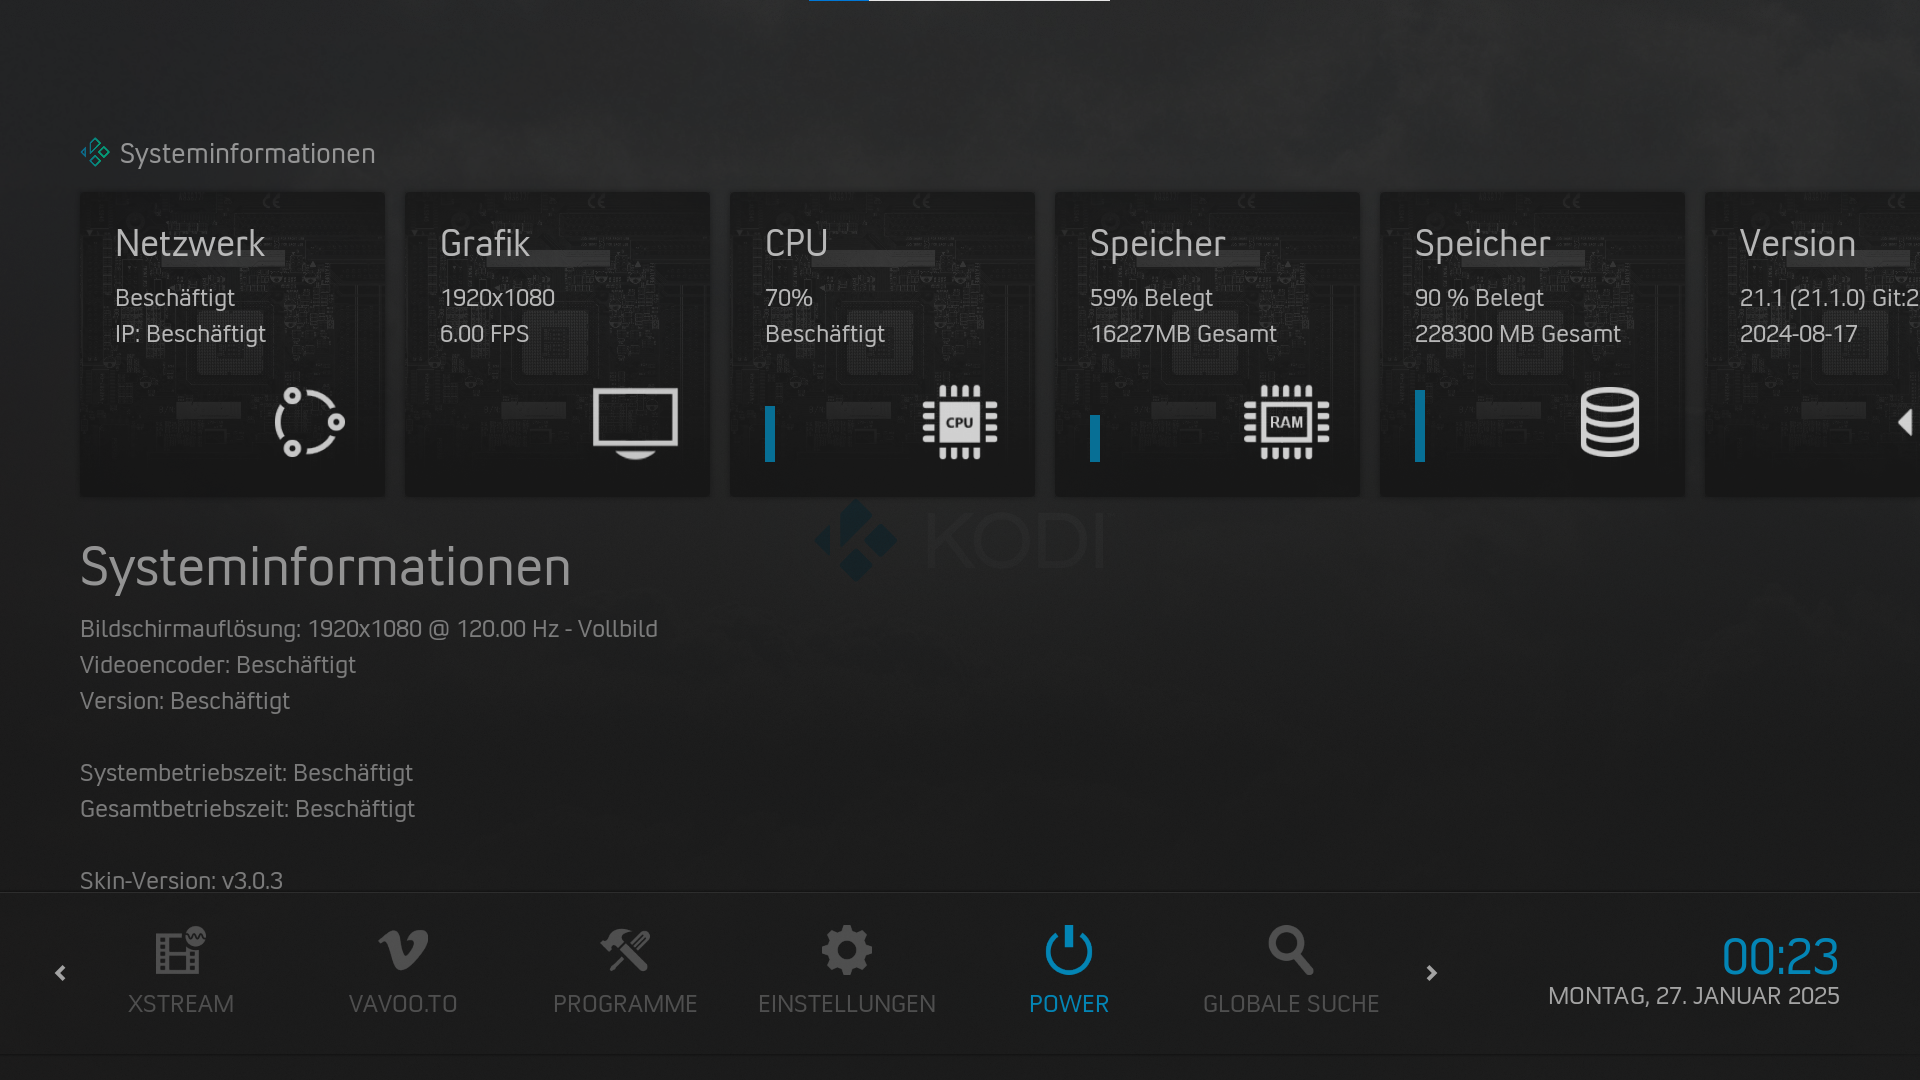 Systeminformationen
Netzwerk
Beschäftigt
IP: Beschäftigt
Grafik
1920x1080
6.00 FPS
CPU
70%
Beschäftigt
CPU
Speicher
59% Belegt
16227MB Gesamt
RAM
Speicher
90 % Belegt
228300 MB Gesamt
Version
21.1 (21.1.0) Git:2
2024-08-17
KODI
Systeminformationen
Bildschirmauflösung: 1920x1080 @ 120.00 Hz - Vollbild
Videoencoder: Beschäftigt
Version: Beschäftigt
Systembetriebszeit: Beschäftigt
Gesamtbetriebszeit: Beschäftigt
Skin-Version: v3.0.3
XSTREAM
VAVOO.TO
PROGRAMME
EINSTELLUNGEN
POWER
GLOBALE SUCHE
00:23
MONTAG, 27. JANUAR 2025